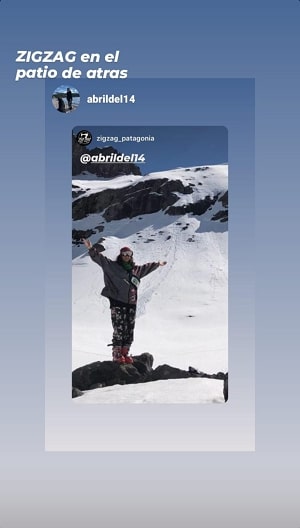 ZIGZAG en el
patio de atras
abrildel14
zigzag_patagonia
@abrildel14